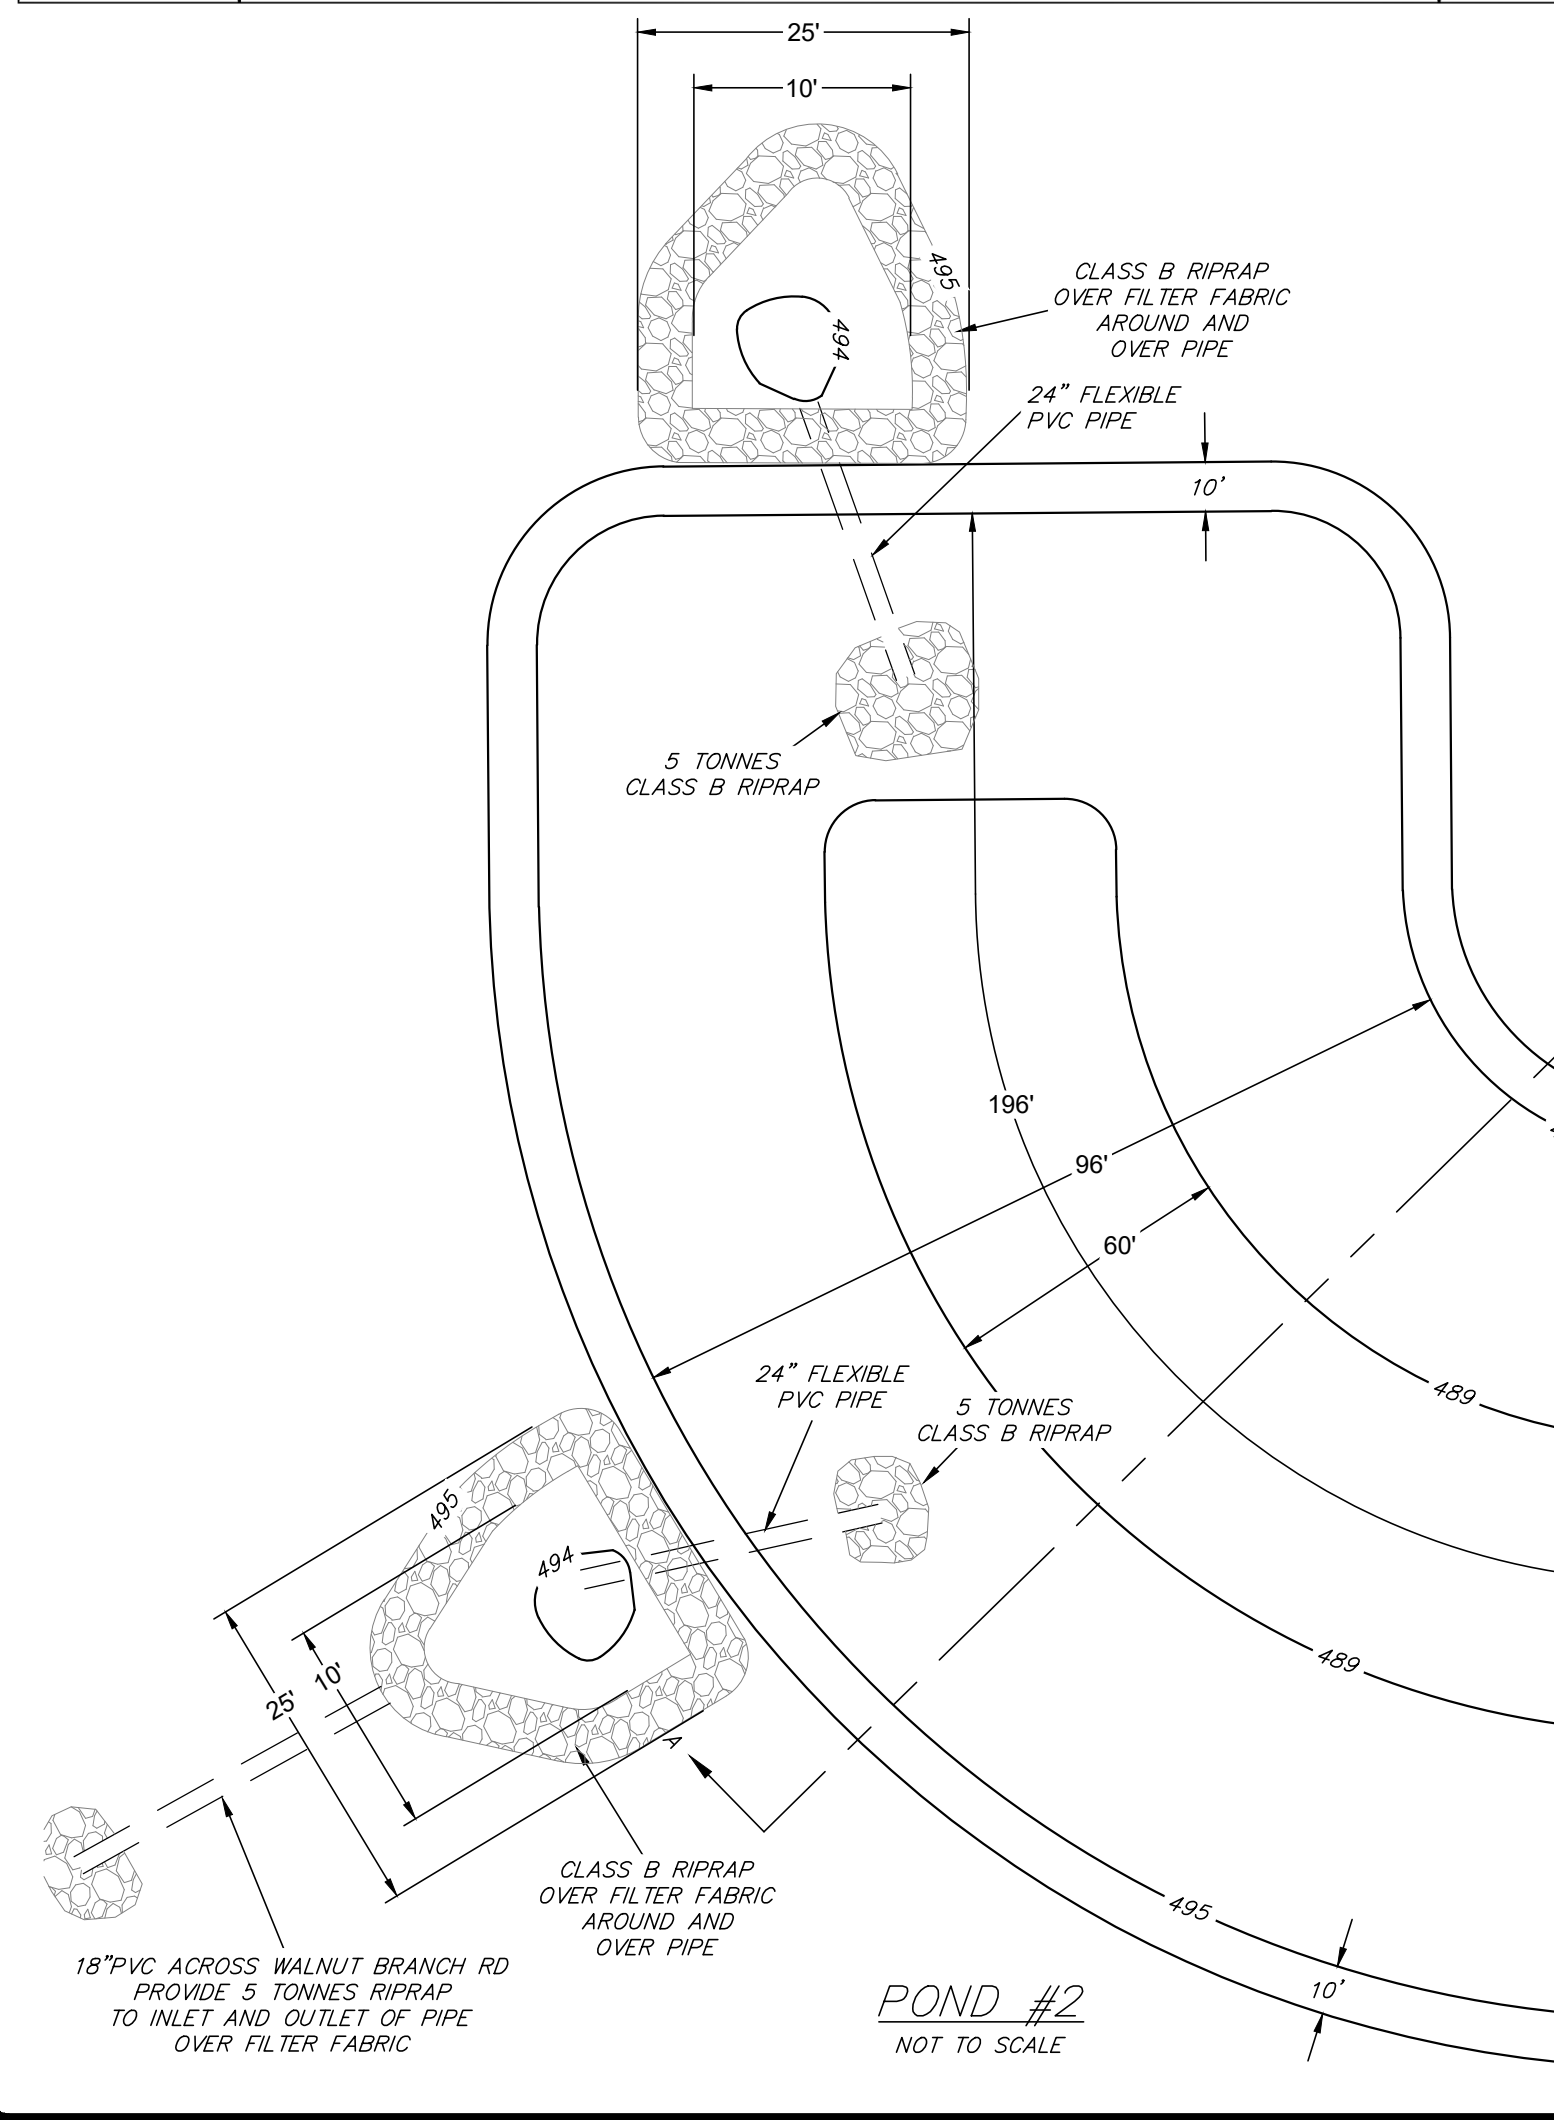 25'
10'
495
CLASS B RIPRAP
OVER FILTER FABRIC
AROUND AND
OVER PIPE
494
24” FLEXIBLE
PVC PIPE
10'
5 TONNES
CLASS B RIPRAP
196'
96'
60'
24” FLEXIBLE
PVC PIPE
489
5 TONNES
CLASS B RIPRAP
495
494
489
10'
25'
A
CLASS B RIPRAP
OVER FILTER FABRIC
AROUND AND
OVER PIPE
495
18”PVC ACROSS WALNUT BRANCH RD
PROVIDE 5 TONNES RIPRAP
TO INLET AND OUTLET OF PIPE
OVER FILTER FABRIC
10'
POND #2
NOT TO SCALE